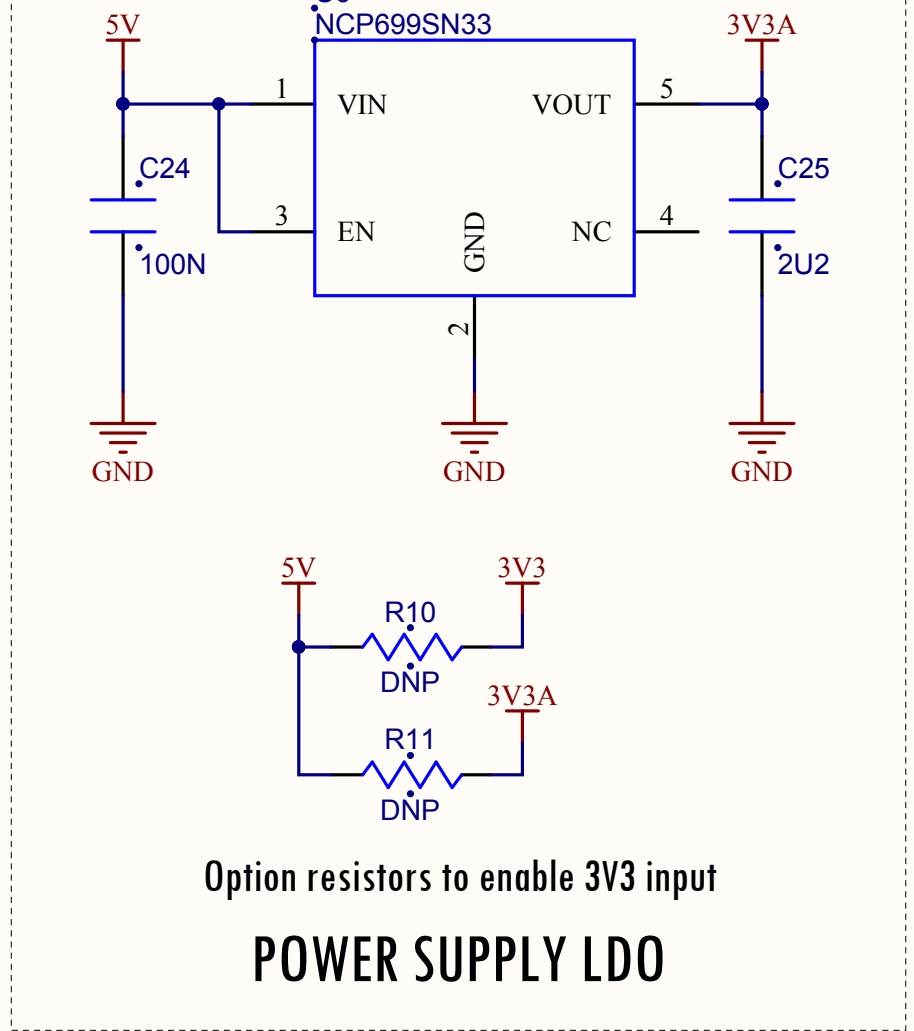 5V
NCP699SN33
3V3A
1
VIN
VOUT
5
C24
C25
3
EN
GND
NC
4
100N
2U2
2
GND
GND
GND
5V
3V3
R10
DNP
3V3A
R11
DNP
Option resistors to enable 3V3 input
POWER SUPPLY LDO